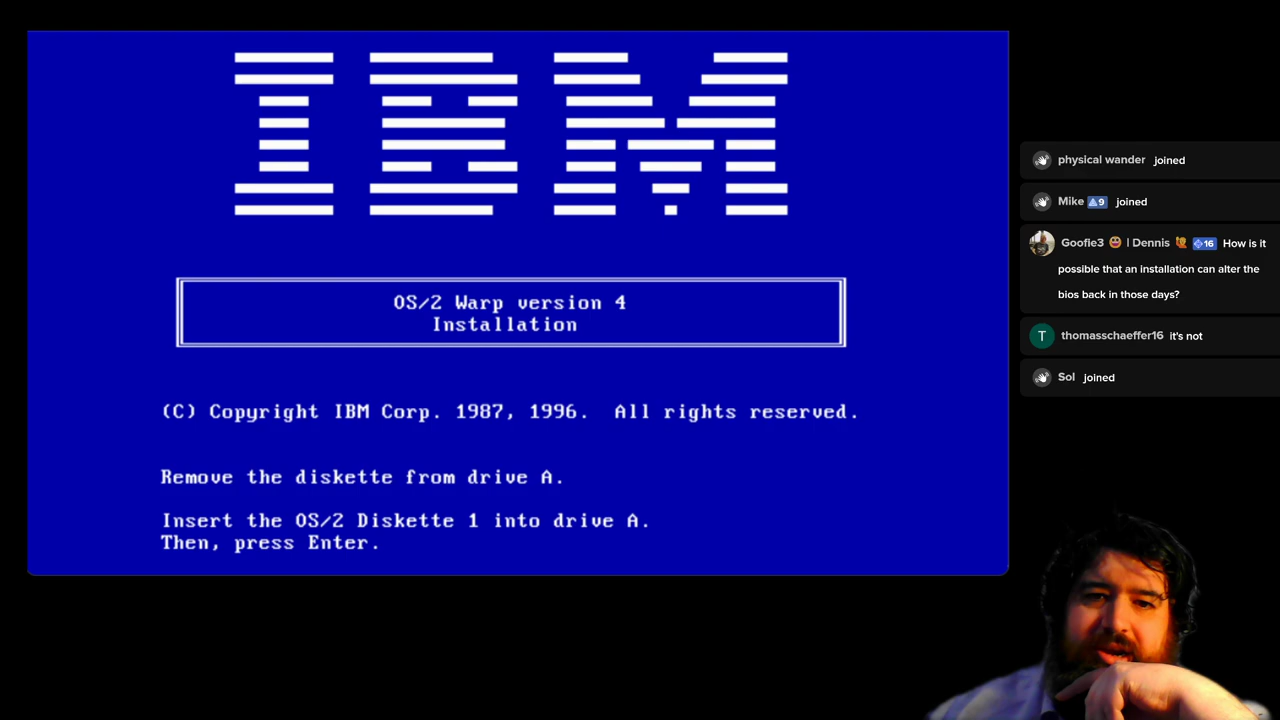 IBM
OS/2 Warp version 4
Installation
(C) Copyright IBM Corp. 1987, 1996.  All rights reserved.
Remove the diskette from drive A.
Insert the OS/2 Diskette 1 into drive A.
Then, press Enter.
physical wander joined
Mike 9 joined
Goofie3 😃 | Dennis 🙋 16 How is it
possible that an installation can alter the
bios back in those days?
T thomasschaeffer16 it's not
Sol joined